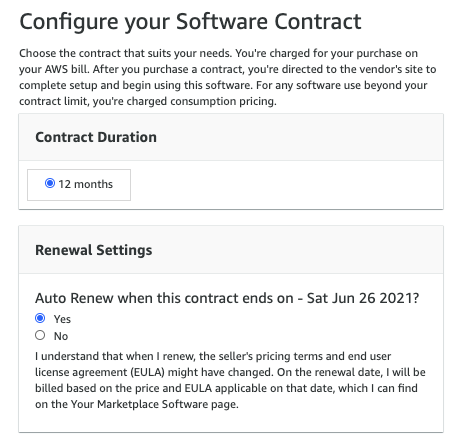 Configure your Software Contract
Choose the contract that suits your needs. You're charged for your purchase on
your AWS bill. After you purchase a contract, you're directed to the vendor's site to
complete setup and begin using this software. For any software use beyond your
contract limit, you're charged consumption pricing.
Contract Duration
12 months
Renewal Settings
Auto Renew when this contract ends on - Sat Jun 26 2021?
Yes
No
I understand that when I renew, the seller's pricing terms and end user
license agreement (EULA) might have changed. On the renewal date, I will be
billed based on the price and EULA applicable on that date, which I can find
on the Your Marketplace Software page.